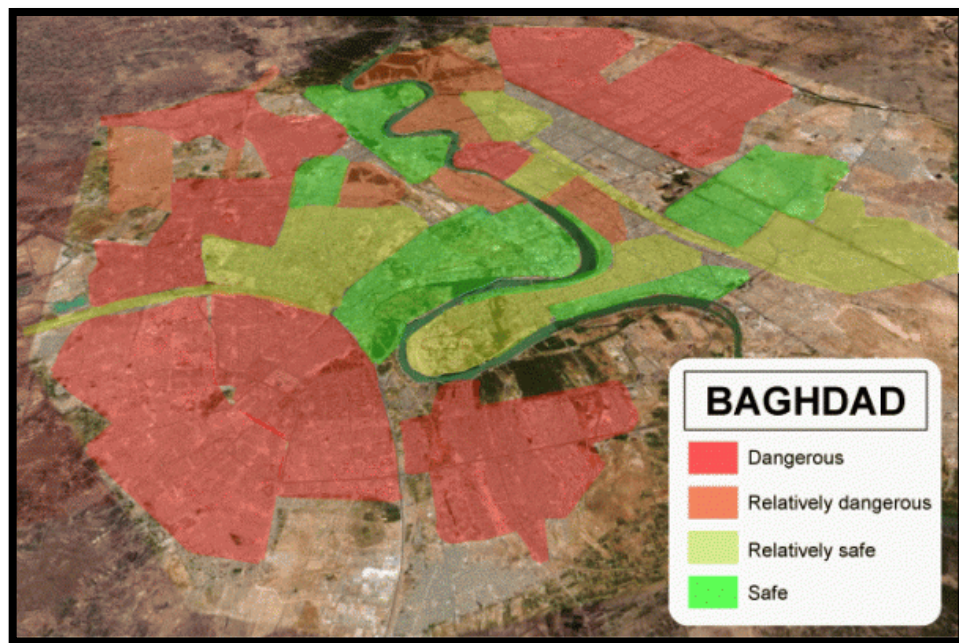 BAGHDAD
Dangerous
Relatively dangerous
Relatively safe
Safe